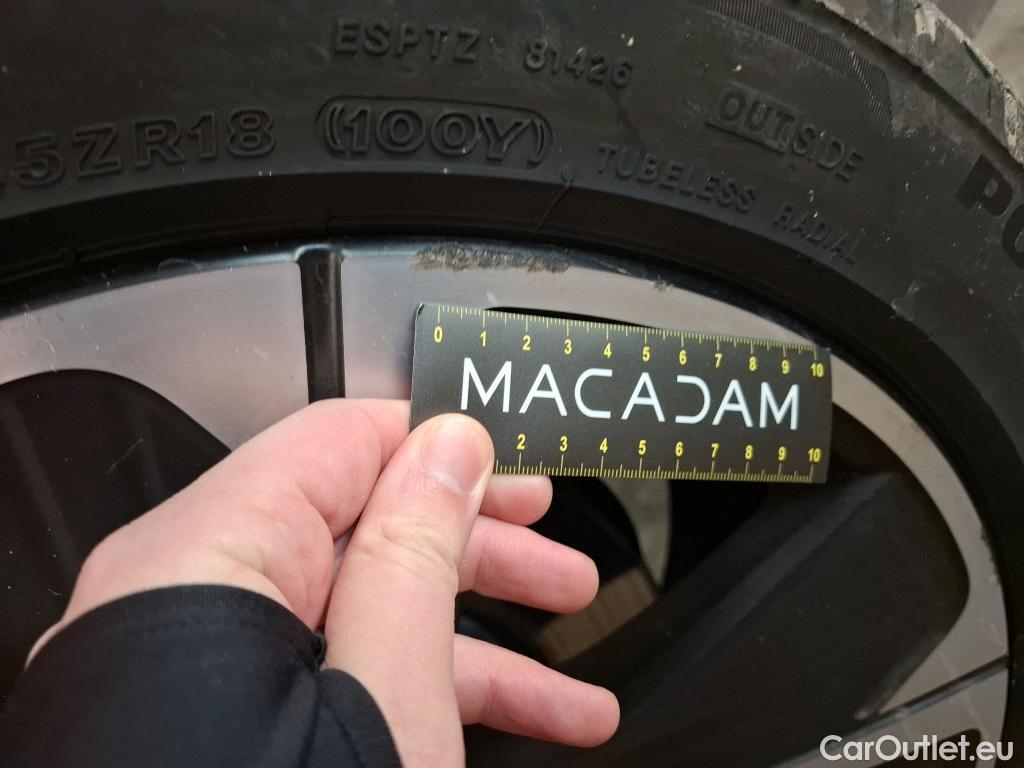 ESPTZ 81426
5ZR18 (100Y)
OUTSIDE
TUBELESS RADIAL
PO
0 1 2 3 4 5 6 7 8 9 10
MACADAM
2 3 4 5 6 7 8 9 10
CarOutlet.eu